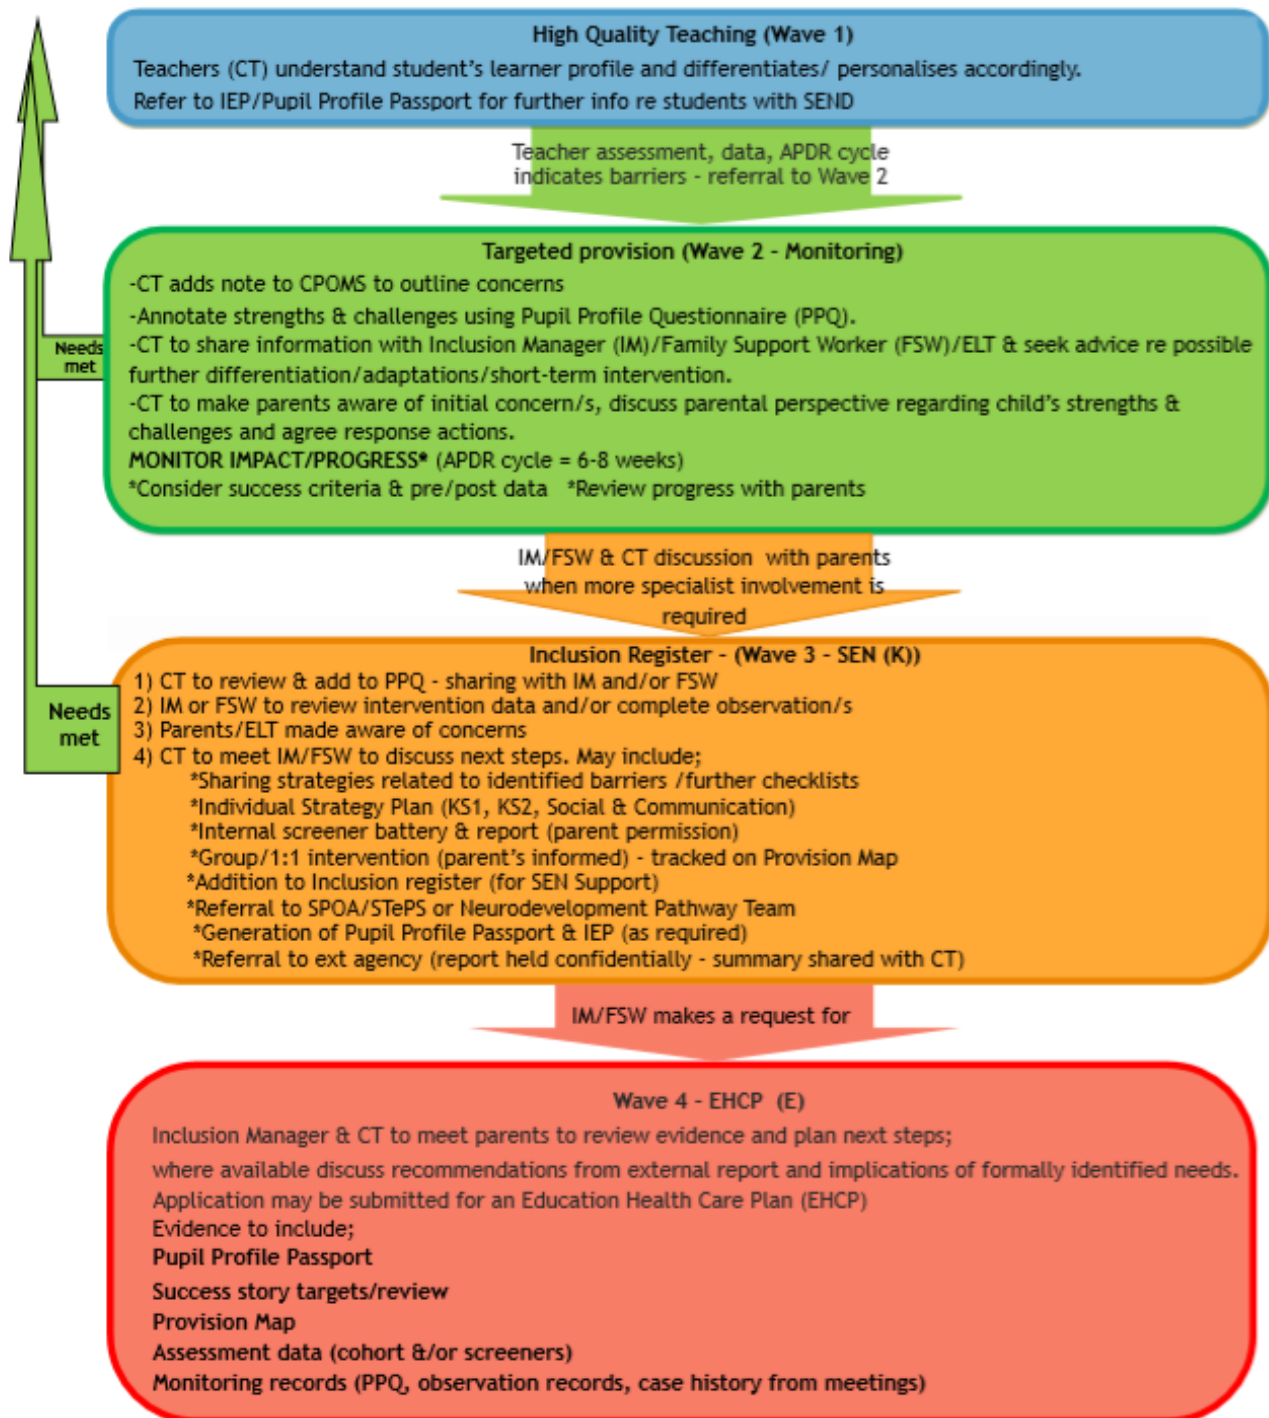 High Quality Teaching (Wave 1)
Teachers (CT) understand student's learner profile and differentiates/ personalises accordingly.
Refer to IEP/Pupil Profile Passport for further info re students with SEND
Teacher assessment, data, APDR cycle
indicates barriers - referral to Wave 2
Targeted provision (Wave 2 - Monitoring)
-CT adds note to CPOMS to outline concerns
-Annotate strengths & challenges using Pupil Profile Questionnaire (PPQ).
-CT to share information with Inclusion Manager (IM)/Family Support Worker (FSW)/ELT & seek advice re possible
further differentiation/adaptations/short-term intervention.
-CT to make parents aware of initial concern/s, discuss parental perspective regarding child's strengths &
challenges and agree response actions.
MONITOR IMPACT/PROGRESS* (APDR cycle = 6-8 weeks)
*Consider success criteria & pre/post data *Review progress with parents
Needs
met
IM/FSW & CT discussion with parents
when more specialist involvement is
required
Inclusion Register - (Wave 3 - SEN (K))
1) CT to review & add to PPQ - sharing with IM and/or FSW
2) IM or FSW to review intervention data and/or complete observation/s
3) Parents/ELT made aware of concerns
4) CT to meet IM/FSW to discuss next steps. May include;
*Sharing strategies related to identified barriers /further checklists
*Individual Strategy Plan (KS1, KS2, Social & Communication)
*Internal screener battery & report (parent permission)
*Group/1:1 intervention (parent's informed) - tracked on Provision Map
*Addition to Inclusion register (for SEN Support)
*Referral to SPOA/STePS or Neurodevelopment Pathway Team
*Generation of Pupil Profile Passport & IEP (as required)
*Referral to ext agency (report held confidentially - summary shared with CT)
Needs
met
IM/FSW makes a request for
Wave 4 - EHCP (E)
Inclusion Manager & CT to meet parents to review evidence and plan next steps;
where available discuss recommendations from external report and implications of formally identified needs.
Application may be submitted for an Education Health Care Plan (EHCP)
Evidence to include;
Pupil Profile Passport
Success story targets/review
Provision Map
Assessment data (cohort &/or screeners)
Monitoring records (PPQ, observation records, case history from meetings)